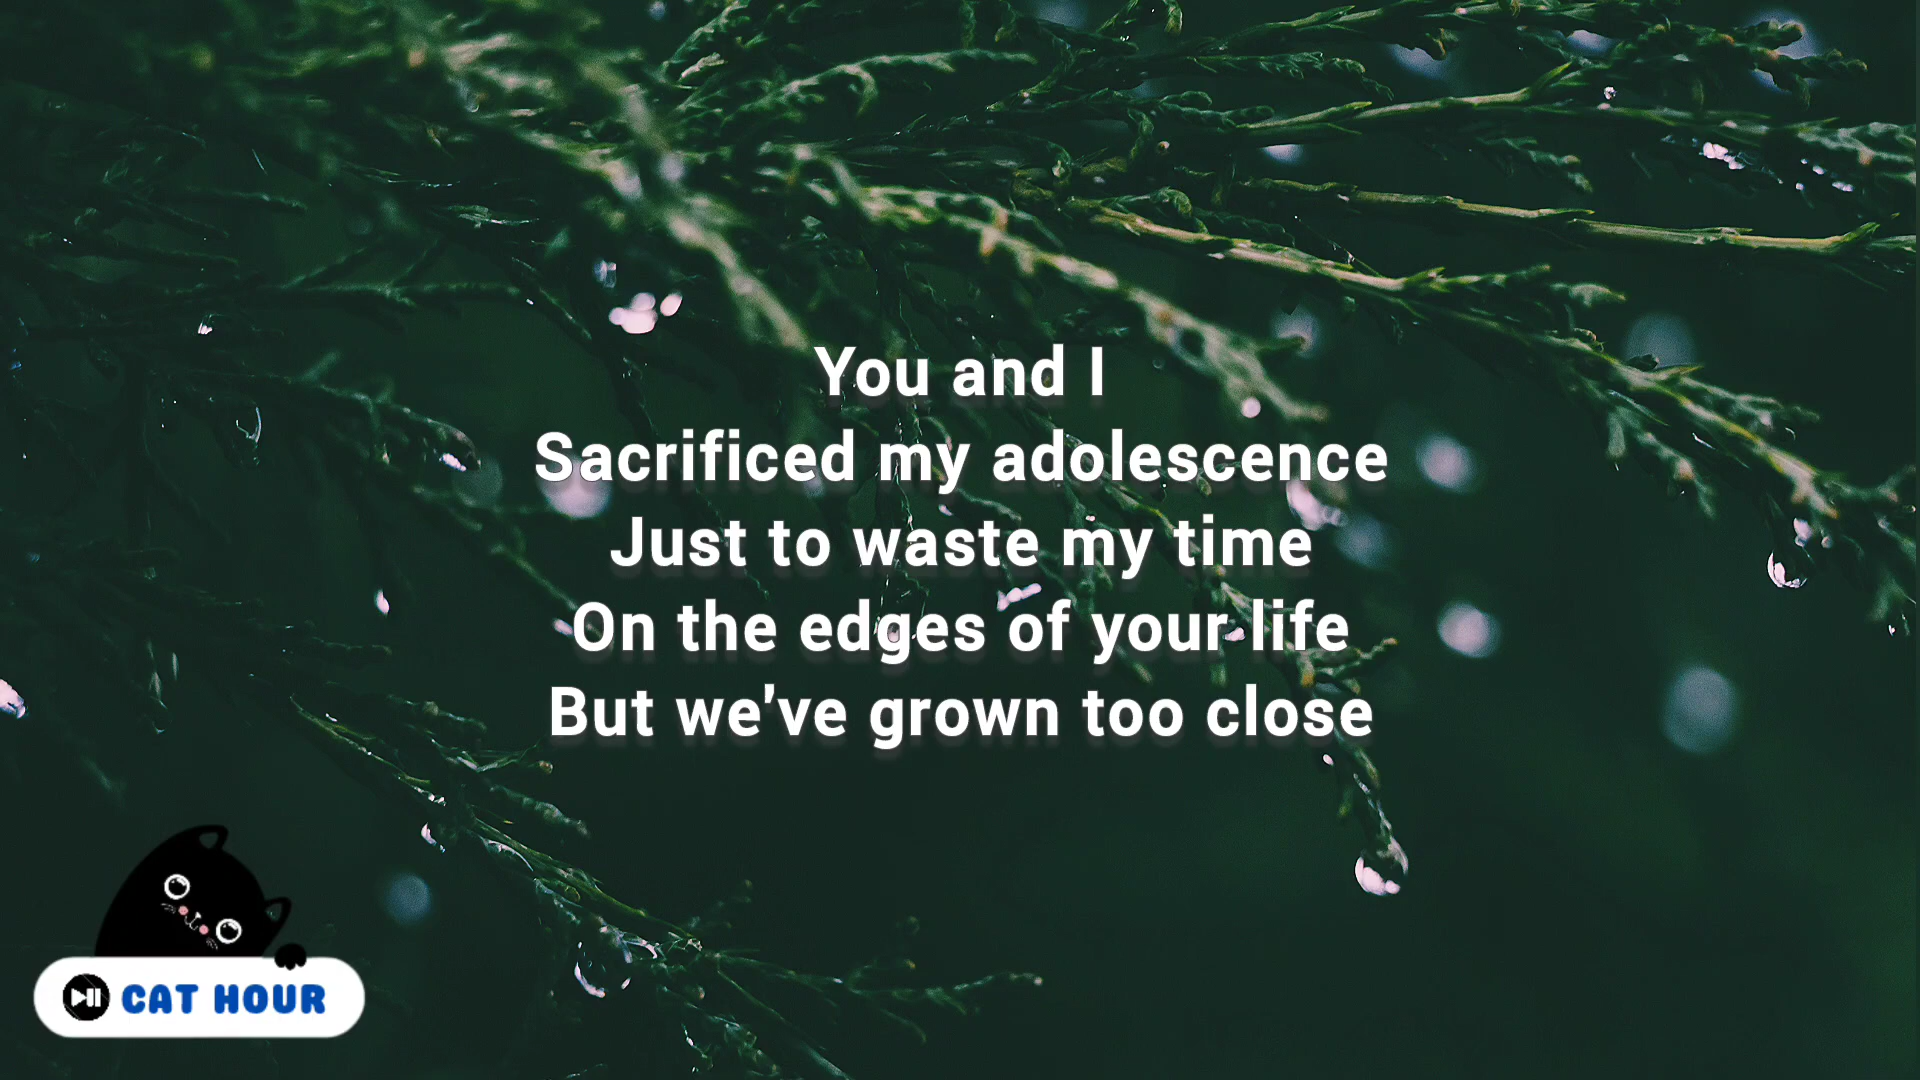 You and I
Sacrificed my adolescence
Just to waste my time
On the edges of your life
But we've grown too close
CAT HOUR